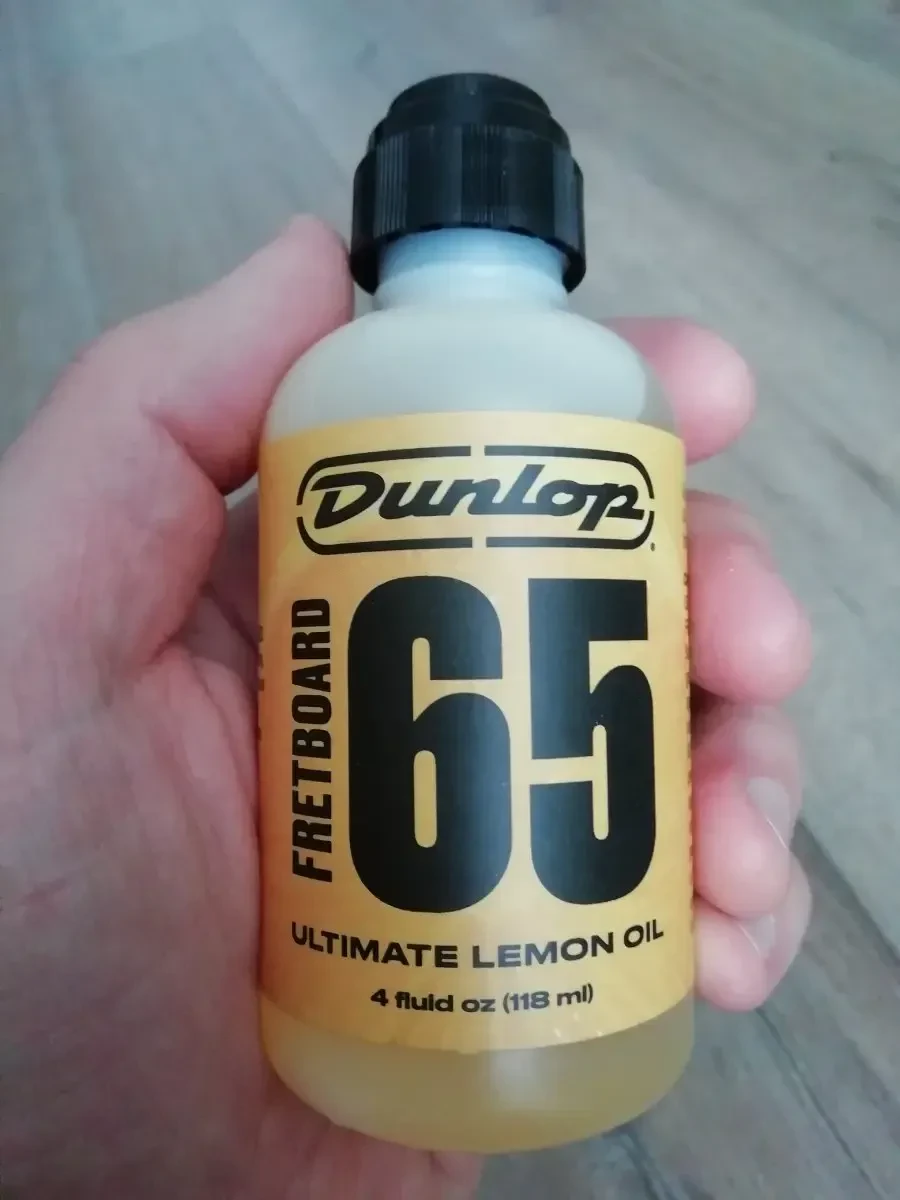 Dunlop
FRETBOARD
65
ULTIMATE LEMON OIL
4 fluid oz (118 ml)